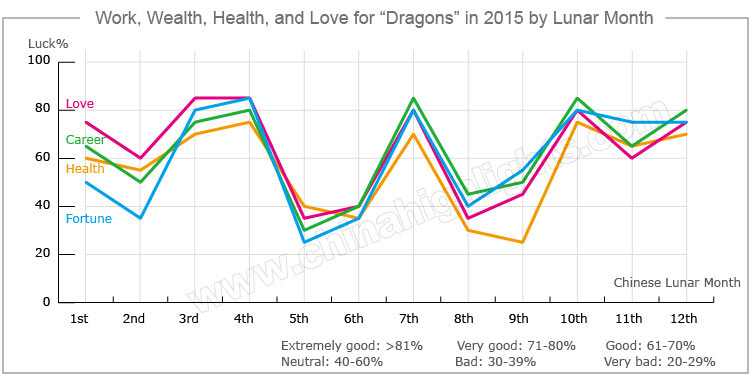 Work, Wealth, Health, and Love for “Dragons” in 2015 by Lunar Month
Luck%
100
80
60
40
20
0
Love
Career
Health
Fortune
www.chinahighlights.com
Chinese Lunar Month
1st 2nd 3rd 4th 5th 6th 7th 8th 9th 10th 11th 12th
Extremely good: >81% Very good: 71-80% Good: 61-70%
Neutral: 40-60% Bad: 30-39% Very bad: 20-29%